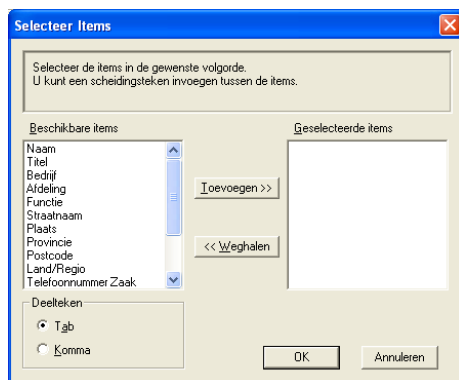 Selecteer Items
Selecteer de items in de gewenste volgorde.
U kunt een scheidingsteken invoegen tussen de items.
Beschikbare items
Geselecteerde items
Naam
Titel
Bedrijf
Afdeling
Functie
Straatnaam
Plaats
Provincie
Postcode
Land/Regio
Telefoonnummer Zaak
Toevoegen >>
<< Weghalen
Deelteken
Tab
Komma
OK
Annuleren